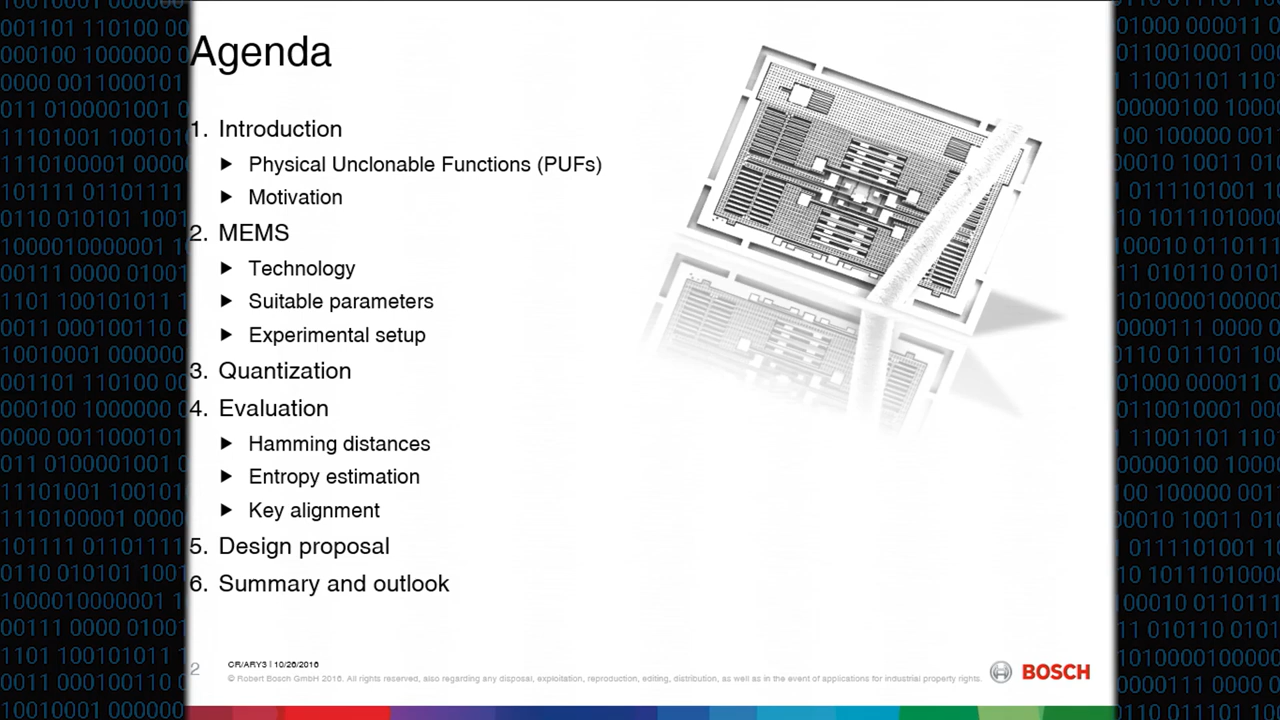 Agenda
1. Introduction
Physical Unclonable Functions (PUFs)
Motivation
2. MEMS
Technology
Suitable parameters
Experimental setup
3. Quantization
4. Evaluation
Hamming distances
Entropy estimation
Key alignment
5. Design proposal
6. Summary and outlook
2
CR/ARY3 | 10/26/2016
© Robert Bosch GmbH 2016. All rights reserved, also regarding any disposal, exploitation, reproduction, editing, distribution, as well as in the event of applications for industrial property rights.
BOSCH